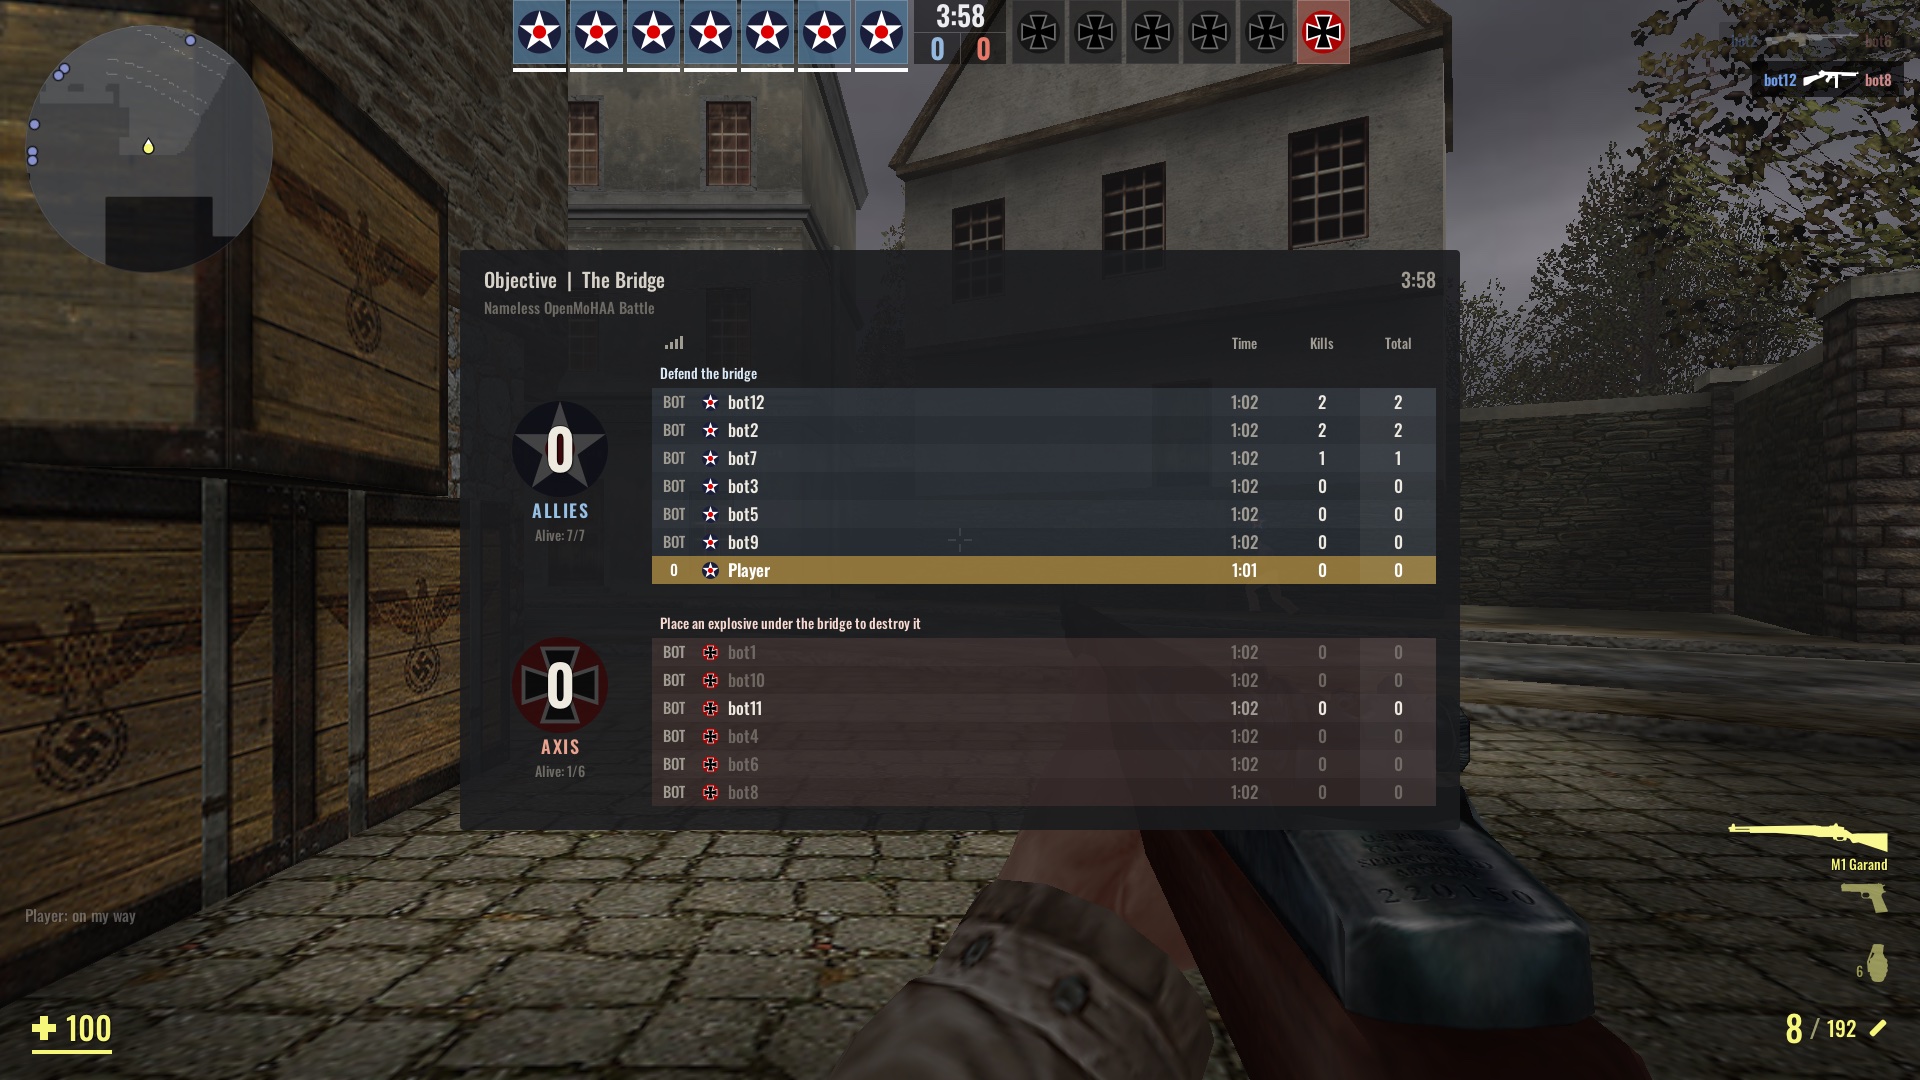 3:58
0 0
bot2 bot6
bot12 bot8
Objective | The Bridge 3:58
Nameless OpenMoHAA Battle
Time Kills Total
Defend the bridge
BOT bot12 1:02 2 2
BOT bot2 1:02 2 2
BOT bot7 1:02 1 1
BOT bot3 1:02 0 0
BOT bot5 1:02 0 0
BOT bot9 1:02 0 0
0 Player 1:01 0 0
0
ALLIES
Alive: 7/7
Place an explosive under the bridge to destroy it
BOT bot1 1:02 0 0
BOT bot10 1:02 0 0
BOT bot11 1:02 0 0
BOT bot4 1:02 0 0
BOT bot6 1:02 0 0
BOT bot8 1:02 0 0
0
AXIS
Alive: 1/6
M1 Garand
Player: on my way
6
100
8 / 192